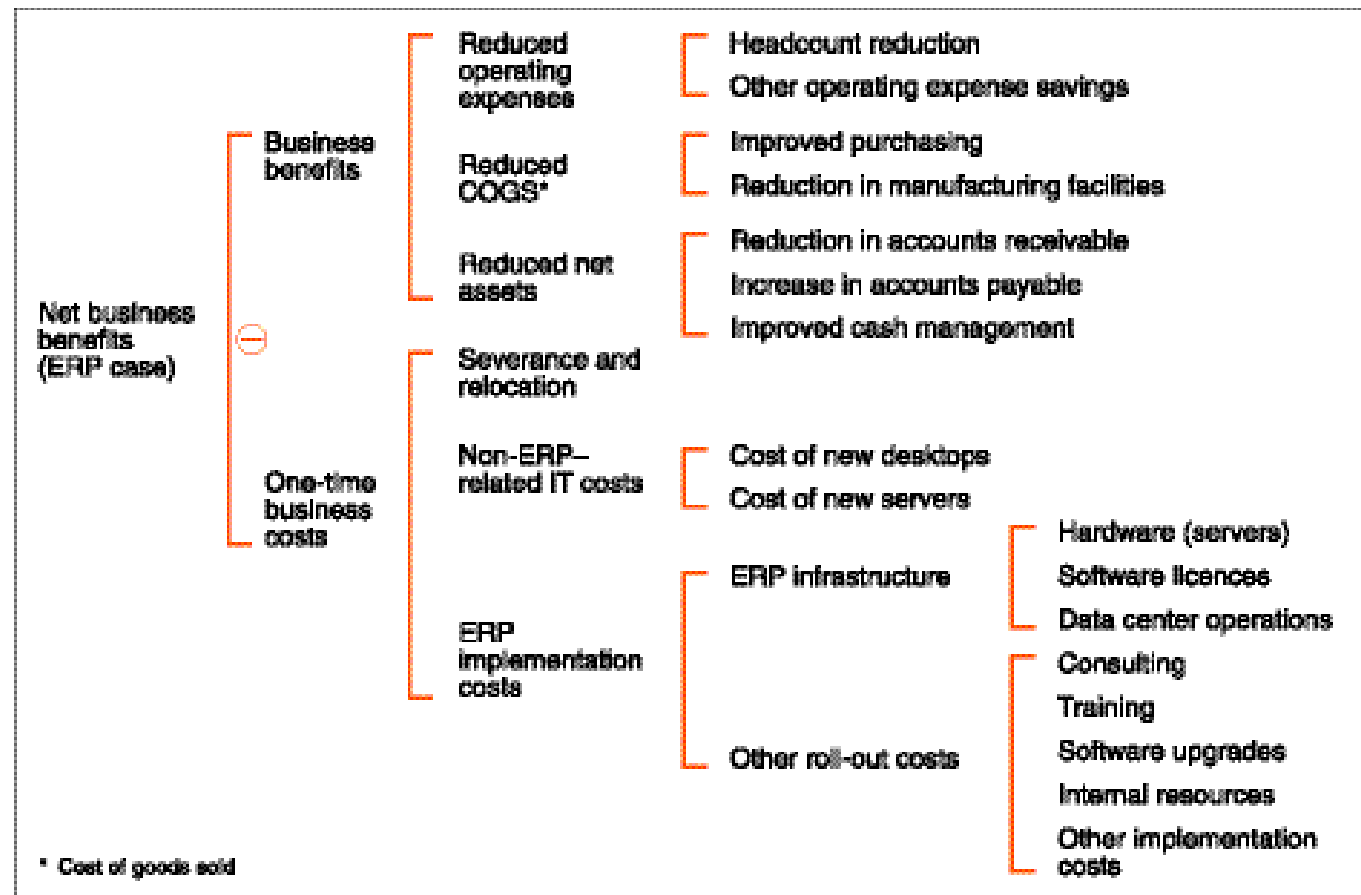 Net business
benefits
(ERP case)
Business
benefits
Reduced
operating
expenses
Headcount reduction
Other operating expense savings
Reduced
COGS*
Improved purchasing
Reduction in manufacturing facilities
Reduced net
assets
Reduction in accounts receivable
Increase in accounts payable
Improved cash management
One-time
business
costs
Severance and
relocation
Non-ERP–
related IT costs
Cost of new desktops
Cost of new servers
ERP
implementation
costs
ERP infrastructure
Hardware (servers)
Software licences
Data center operations
Other roll-out costs
Consulting
Training
Software upgrades
Internal resources
Other implementation
costs
* Cost of goods sold